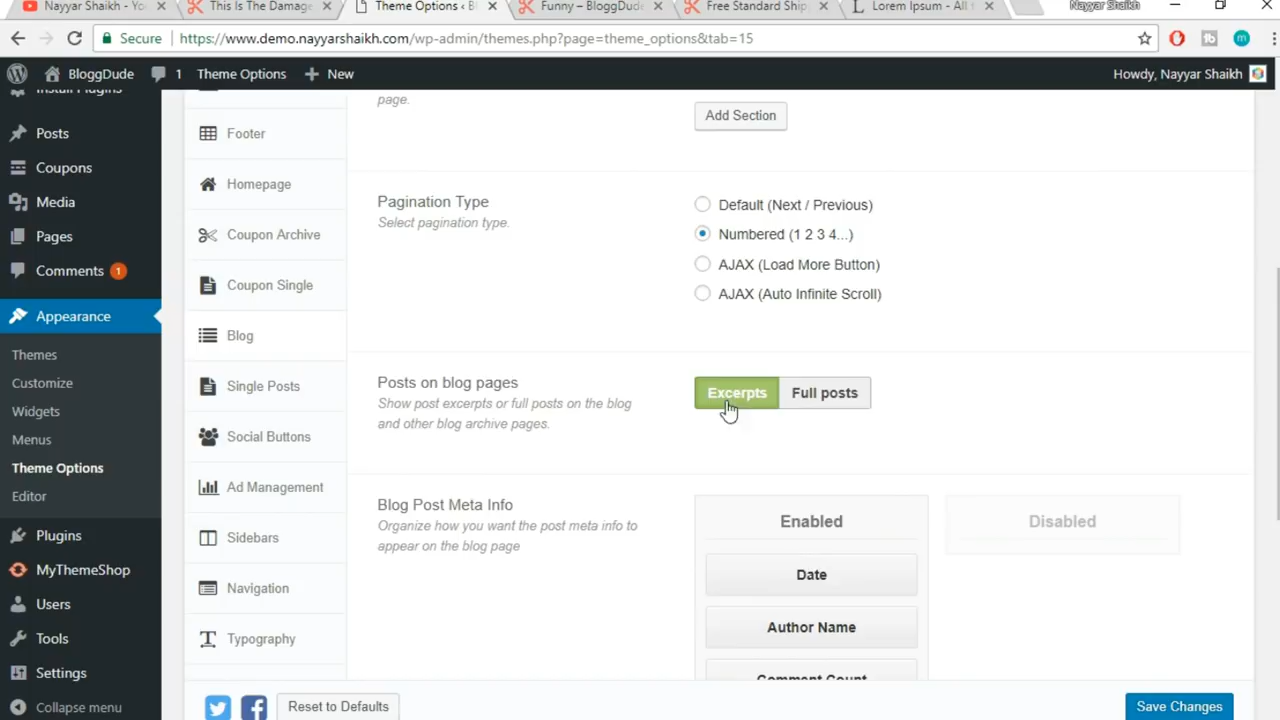 Nayyar Shaikh - Yo
This Is The Damage
Theme Options ‹ B
Funny – BloggDude
Free Standard Ship
Lorem Ipsum - All t
Nayyar Shaikh
Secure
https://www.demo.nayyarshaikh.com/wp-admin/themes.php?page=theme_options&tab=15
BloggDude
1
Theme Options
New
Howdy, Nayyar Shaikh
Install Plugins
Posts
Coupons
Media
Pages
Comments 1
Appearance
Themes
Customize
Widgets
Menus
Theme Options
Editor
Plugins
MyThemeShop
Users
Tools
Settings
Collapse menu
Footer
Homepage
Coupon Archive
Coupon Single
Blog
Single Posts
Social Buttons
Ad Management
Sidebars
Navigation
Typography
page.
Add Section
Pagination Type
Select pagination type.
Default (Next / Previous)
Numbered (1 2 3 4...)
AJAX (Load More Button)
AJAX (Auto Infinite Scroll)
Posts on blog pages
Show post excerpts or full posts on the blog
and other blog archive pages.
Excerpts
Full posts
Blog Post Meta Info
Organize how you want the post meta info to
appear on the blog page
Enabled
Date
Author Name
Comment Count
Disabled
Reset to Defaults
Save Changes